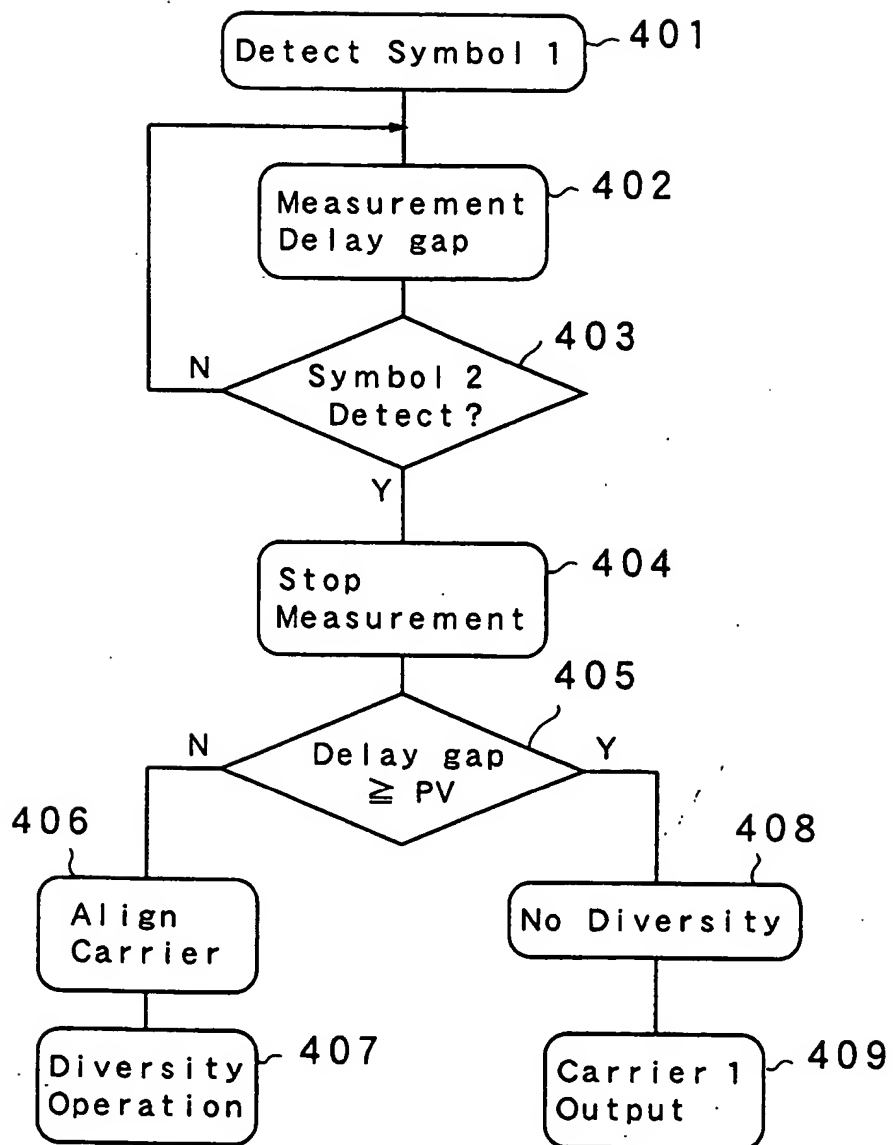 Detect Symbol 1
401
Measurement
Delay gap
402
403
N
Symbol 2
Detect?
Y
Stop
Measurement
404
405
N
Delay gap
≧ PV
Y
406
408
Align
Carrier
No Diversity
Diversity
Operation
407
Carrier 1
Output
409